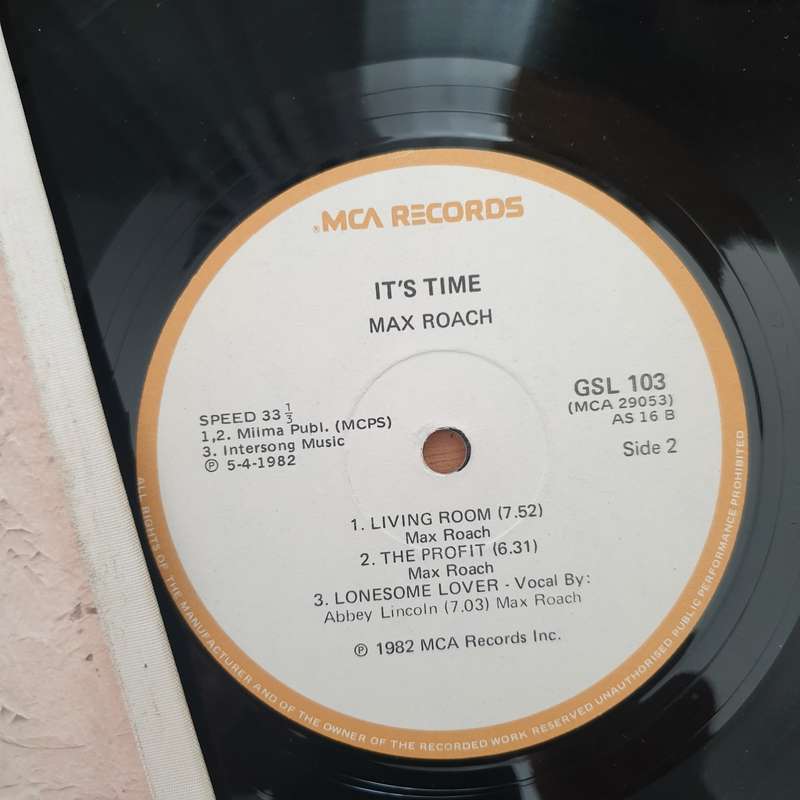 ®MCA RECORDS
IT'S TIME
MAX ROACH
GSL 103
(MCA 29053)
AS 16 B
Side 2
SPEED 33 1/3
1,2. Milma Publ. (MCPS)
3. Intersong Music
℗ 5-4-1982
1. LIVING ROOM (7.52)
Max Roach
2. THE PROFIT (6.31)
Max Roach
3. LONESOME LOVER - Vocal By:
Abbey Lincoln (7.03) Max Roach
℗ 1982 MCA Records Inc.
ALL RIGHTS OF THE MANUFACTURER AND OF THE OWNER OF THE RECORDED WORK RESERVED UNAUTHORISED PUBLIC PERFORMANCE PROHIBITED